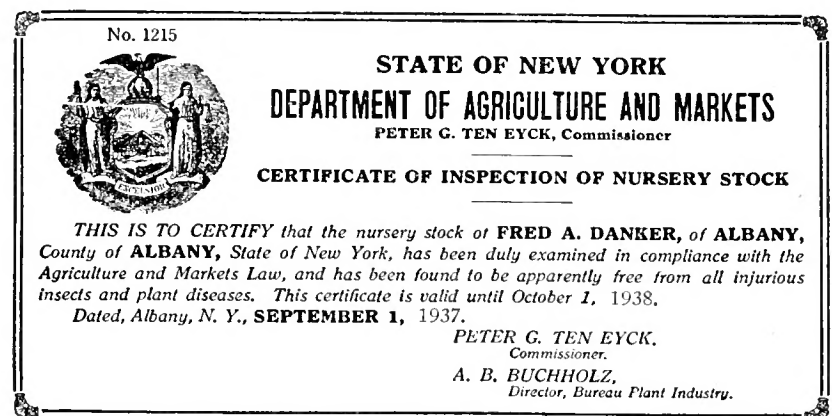 No. 1215
STATE OF NEW YORK
DEPARTMENT OF AGRICULTURE AND MARKETS
PETER G. TEN EYCK, Commissioner
CERTIFICATE OF INSPECTION OF NURSERY STOCK
EXCELSIOR
THIS IS TO CERTIFY that the nursery stock of FRED A. DANKER, of ALBANY,
County of ALBANY, State of New York, has been duly examined in compliance with the
Agriculture and Markets Law, and has been found to be apparently free from all injurious
insects and plant diseases. This certificate is valid until October 1, 1938.
Dated, Albany, N. Y., SEPTEMBER 1, 1937.
PETER G. TEN EYCK,
Commissioner.
A. B. BUCHHOLZ,
Director, Bureau Plant Industry.